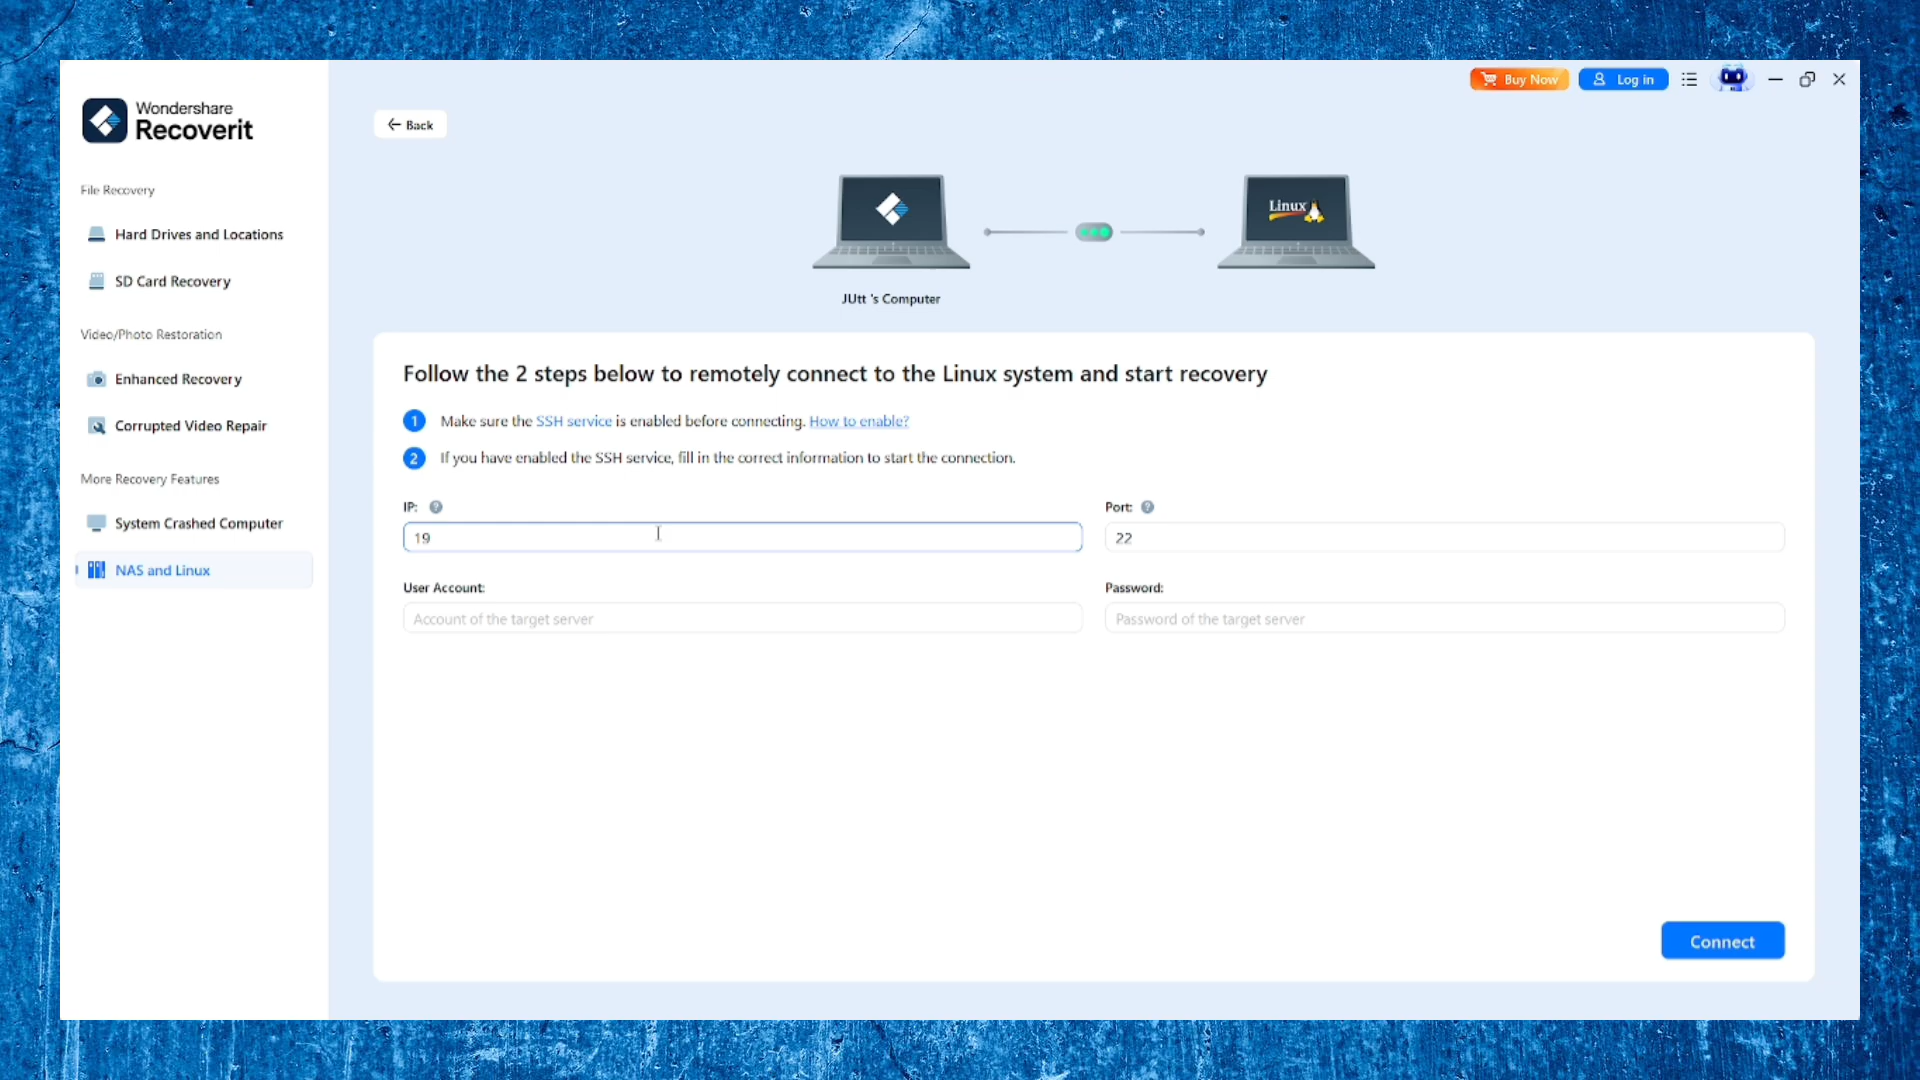 Wondershare
Recoverit
Buy Now
Log in
Back
File Recovery
Hard Drives and Locations
SD Card Recovery
Video/Photo Restoration
Enhanced Recovery
Corrupted Video Repair
More Recovery Features
System Crashed Computer
NAS and Linux
Linux
JUtt 's Computer
Follow the 2 steps below to remotely connect to the Linux system and start recovery
1 Make sure the SSH service is enabled before connecting. How to enable?
2 If you have enabled the SSH service, fill in the correct information to start the connection.
IP: ?
Port: ?
19
22
User Account:
Password:
Account of the target server
Password of the target server
Connect